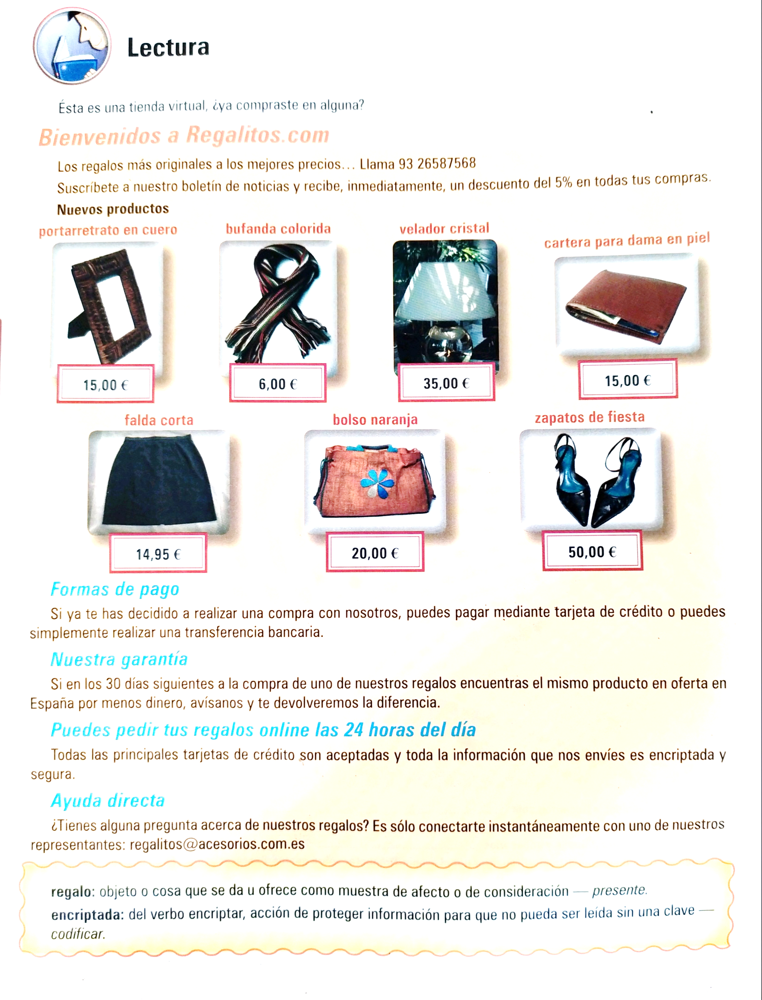 Lectura
Ésta es una tienda virtual, ¿ya compraste en alguna?
Bienvenidos a Regalitos.com
Los regalos más originales a los mejores precios... Llama 93 26587568
Suscríbete a nuestro boletín de noticias y recibe, inmediatamente, un descuento del 5% en todas tus compras.
Nuevos productos
portarretrato en cuero
bufanda colorida
velador cristal
cartera para dama en piel
15,00 €
6,00 €
35,00 €
15,00 €
falda corta
bolso naranja
zapatos de fiesta
14,95 €
20,00 €
50,00 €
Formas de pago
Si ya te has decidido a realizar una compra con nosotros, puedes pagar mediante tarjeta de crédito o puedes
simplemente realizar una transferencia bancaria.
Nuestra garantía
Si en los 30 días siguientes a la compra de uno de nuestros regalos encuentras el mismo producto en oferta en
España por menos dinero, avísanos y te devolveremos la diferencia.
Puedes pedir tus regalos online las 24 horas del día
Todas las principales tarjetas de crédito son aceptadas y toda la información que nos envíes es encriptada y
segura.
Ayuda directa
¿Tienes alguna pregunta acerca de nuestros regalos? Es sólo conectarte instantáneamente con uno de nuestros
representantes: regalitos@acesorios.com.es
regalo: objeto o cosa que se da u ofrece como muestra de afecto o de consideración — presente.
encriptada: del verbo encriptar, acción de proteger información para que no pueda ser leída sin una clave —
codificar.